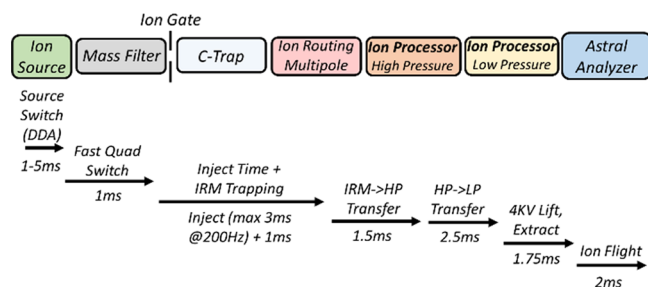 Ion Gate
Ion
Source
Mass Filter
C-Trap
Ion Routing
Multipole
Ion Processor
High Pressure
Ion Processor
Low Pressure
Astral
Analyzer
Source
Switch
(DDA)
1-5ms
Fast Quad
Switch
1ms
Inject Time +
IRM Trapping
Inject (max 3ms
@200Hz) + 1ms
IRM->HP
Transfer
1.5ms
HP->LP
Transfer
2.5ms
4KV Lift,
Extract
1.75ms
Ion Flight
2ms